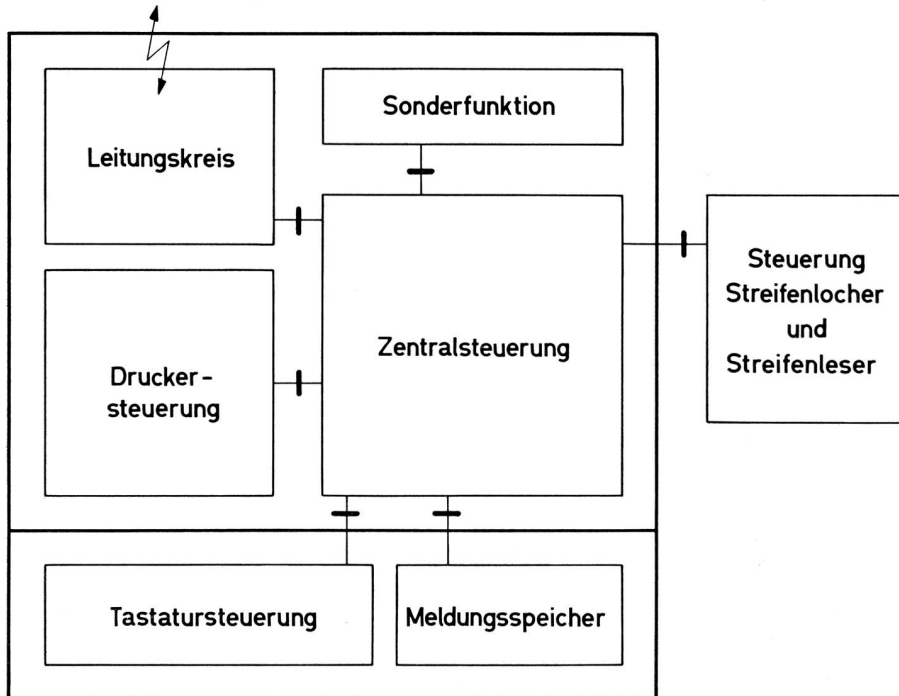 Leitungskreis
Sonderfunktion
Zentralsteuerung
Drucker-
steuerung
Steuerung
Streifenlocher
und
Streifenleser
Tastatursteuerung
Meldungsspeicher